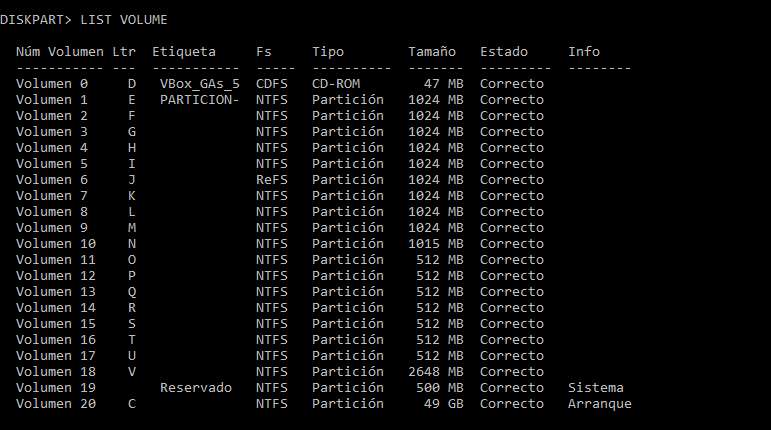 DISKPART> LIST VOLUME
Núm Volumen Ltr Etiqueta Fs Tipo Tamaño Estado Info
----------- --- ----------- ----- ---------- ------- --------- --------
Volumen 0 D VBox_GAs_5 CDFS CD-ROM 47 MB Correcto
Volumen 1 E PARTICION- NTFS Partición 1024 MB Correcto
Volumen 2 F NTFS Partición 1024 MB Correcto
Volumen 3 G NTFS Partición 1024 MB Correcto
Volumen 4 H NTFS Partición 1024 MB Correcto
Volumen 5 I NTFS Partición 1024 MB Correcto
Volumen 6 J ReFS Partición 1024 MB Correcto
Volumen 7 K NTFS Partición 1024 MB Correcto
Volumen 8 L NTFS Partición 1024 MB Correcto
Volumen 9 M NTFS Partición 1024 MB Correcto
Volumen 10 N NTFS Partición 1015 MB Correcto
Volumen 11 O NTFS Partición 512 MB Correcto
Volumen 12 P NTFS Partición 512 MB Correcto
Volumen 13 Q NTFS Partición 512 MB Correcto
Volumen 14 R NTFS Partición 512 MB Correcto
Volumen 15 S NTFS Partición 512 MB Correcto
Volumen 16 T NTFS Partición 512 MB Correcto
Volumen 17 U NTFS Partición 512 MB Correcto
Volumen 18 V NTFS Partición 2648 MB Correcto
Volumen 19 Reservado NTFS Partición 500 MB Correcto Sistema
Volumen 20 C NTFS Partición 49 GB Correcto Arranque